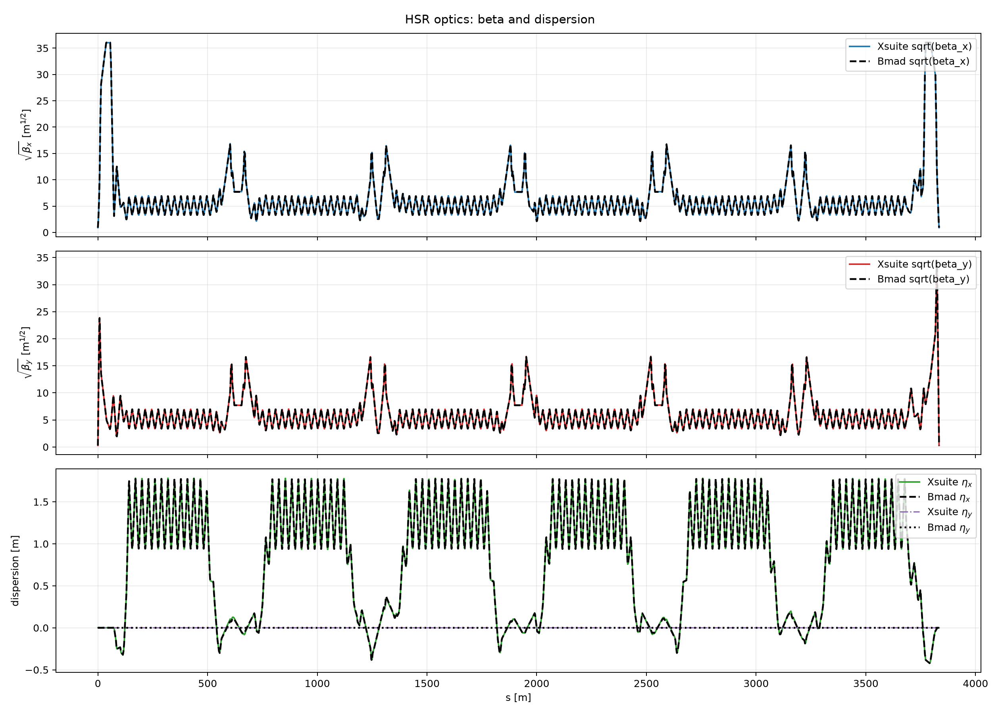 HSR optics: beta and dispersion
35
30
25
20
15
10
5
0
√βx [m1/2]
Xsuite sqrt(beta_x)
Bmad sqrt(beta_x)
35
30
25
20
15
10
5
0
√βy [m1/2]
Xsuite sqrt(beta_y)
Bmad sqrt(beta_y)
1.5
1.0
0.5
0.0
−0.5
dispersion [m]
Xsuite ηx
Bmad ηx
Xsuite ηy
Bmad ηy
0 500 1000 1500 2000 2500 3000 3500 4000
s [m]